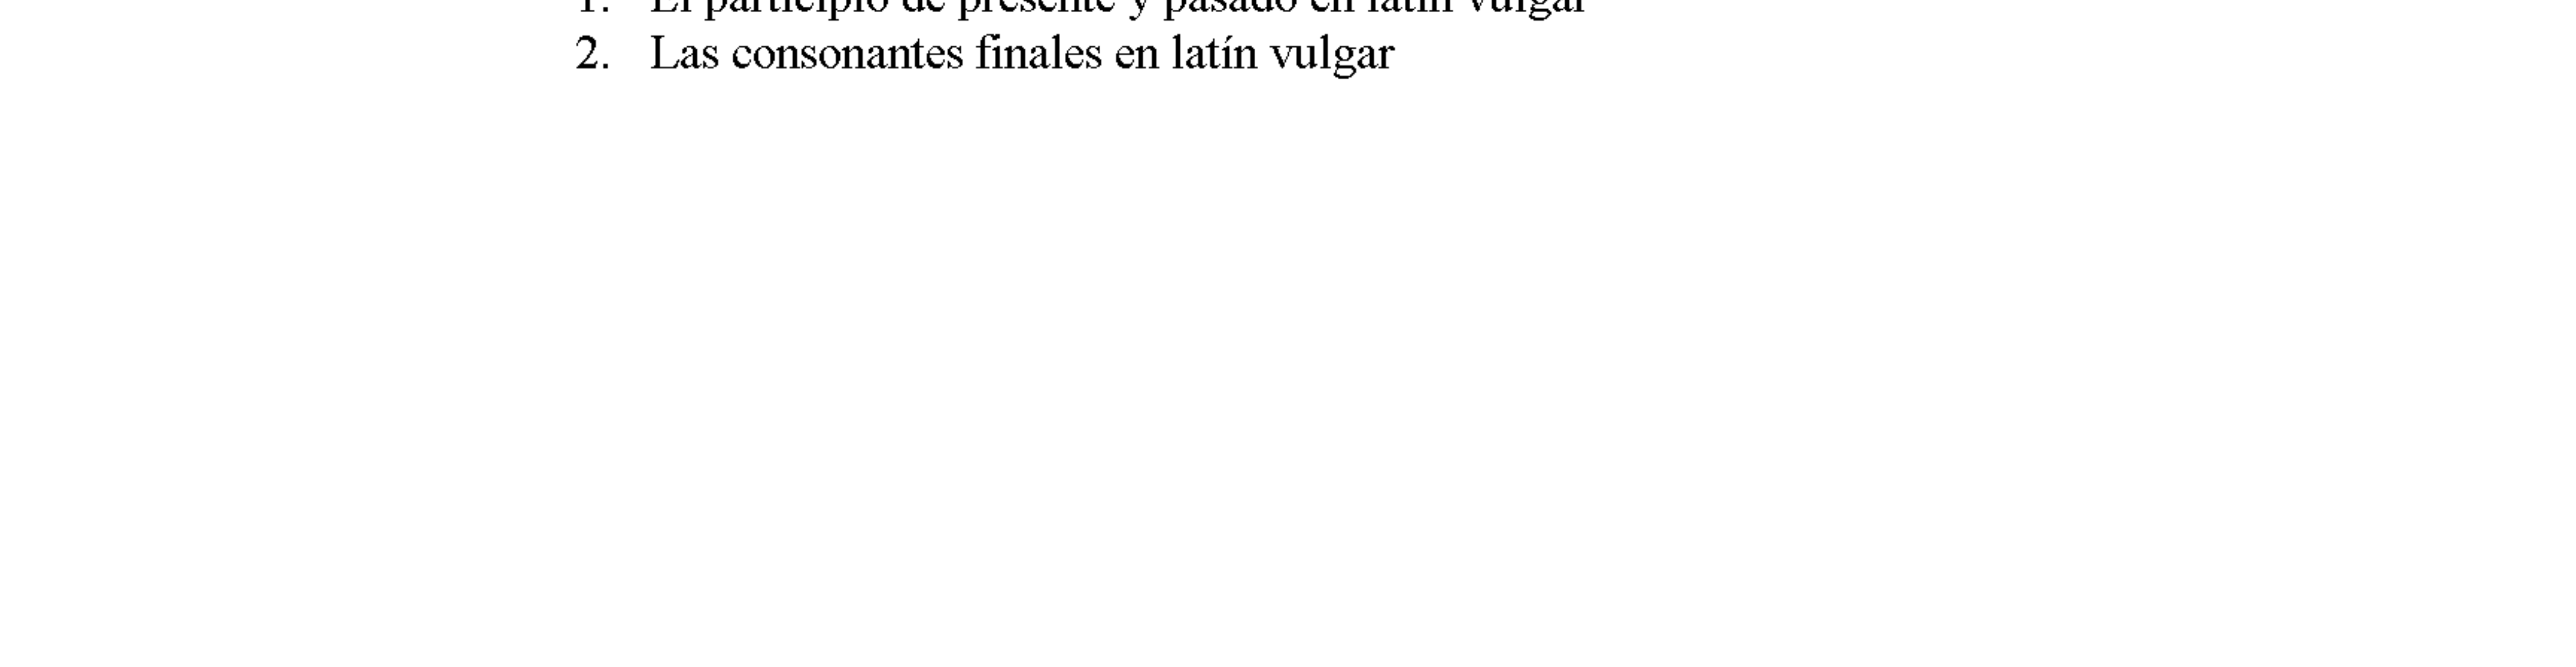 1. El participio de presente y pasado en latín vulgar
2. Las consonantes finales en latín vulgar